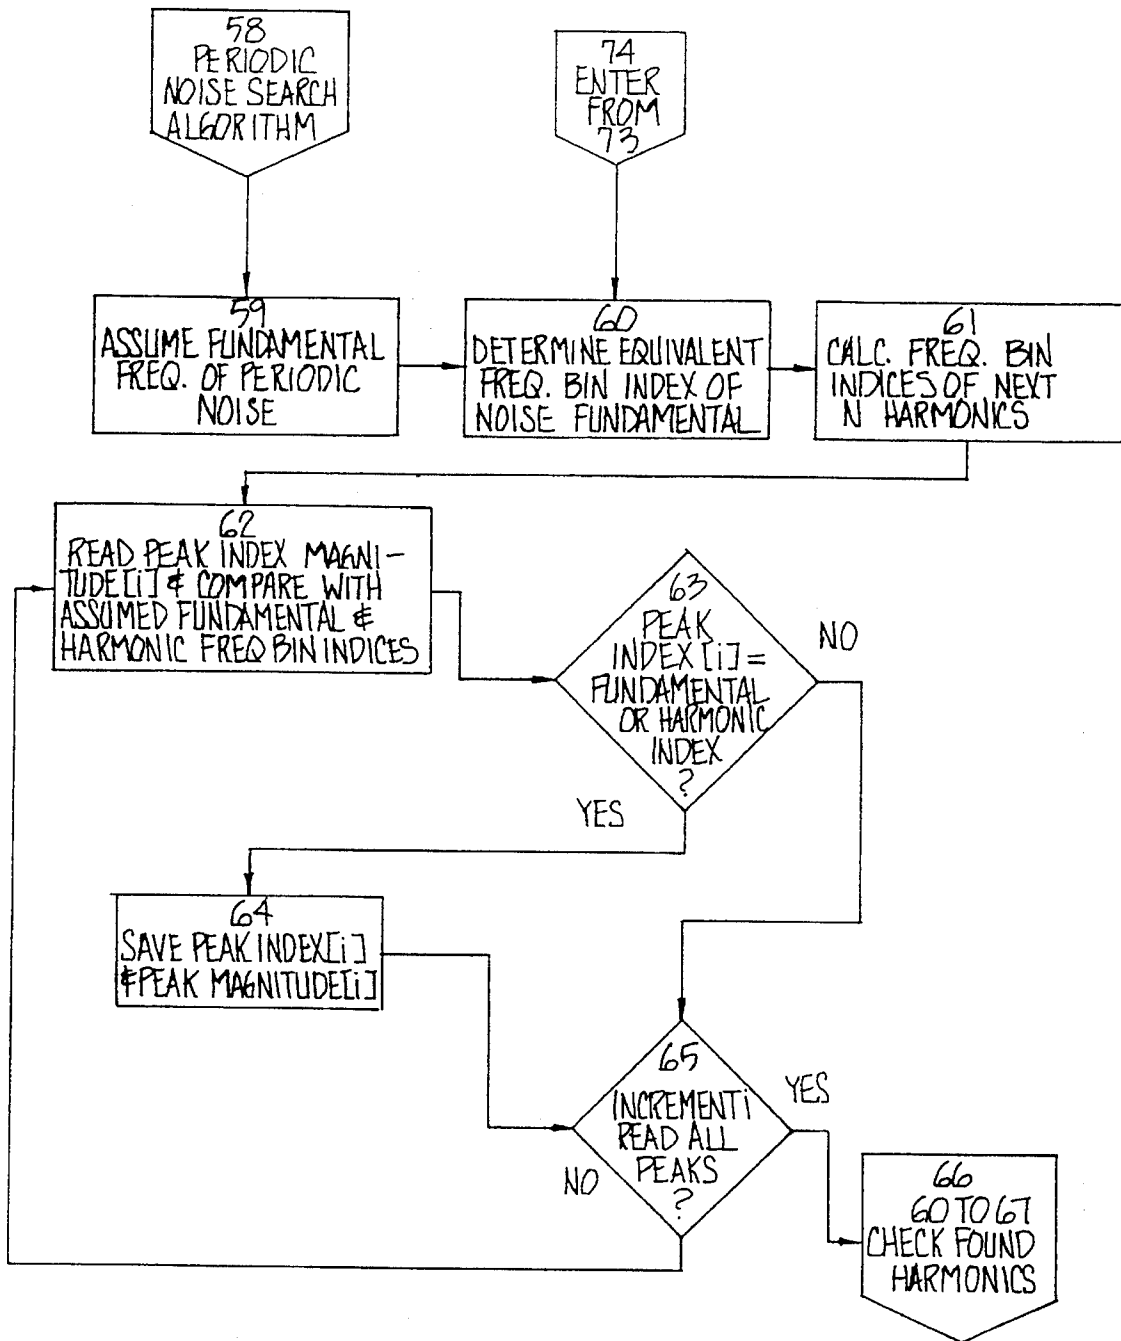 58
PERIODIC
NOISE SEARCH
ALGORITHM
74
ENTER
FROM
73
59
ASSUME FUNDAMENTAL
FREQ. OF PERIODIC
NOISE
60
DETERMINE EQUIVALENT
FREQ. BIN INDEX OF
NOISE FUNDAMENTAL
61
CALC. FREQ. BIN
INDICES OF NEXT
N HARMONICS
62
READ PEAK INDEX MAGNI-
TUDE[i] & COMPARE WITH
ASSUMED FUNDAMENTAL &
HARMONIC FREQ BIN INDICES
63
PEAK
INDEX [i] =
FUNDAMENTAL
OR HARMONIC
INDEX
?
NO
YES
64
SAVE PEAK INDEX[i]
& PEAK MAGNITUDE[i]
65
INCREMENT i
READ ALL
PEAKS
?
YES
NO
66
GO TO 67
CHECK FOUND
HARMONICS